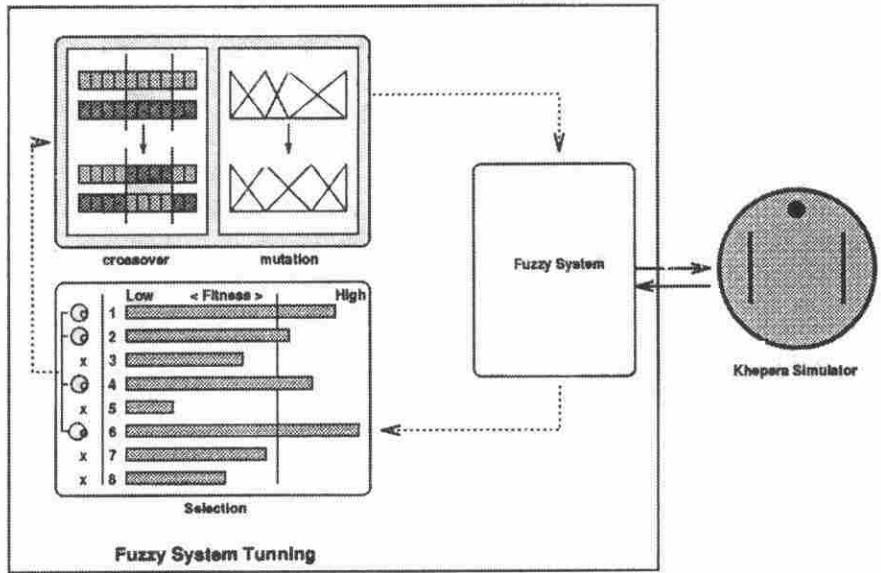 crossover
mutation
Fuzzy System
Khepera Simulator
Low < Fitness > High
1
2
x 3
4
x 5
6
x 7
x 8
Selection
Fuzzy System Tunning